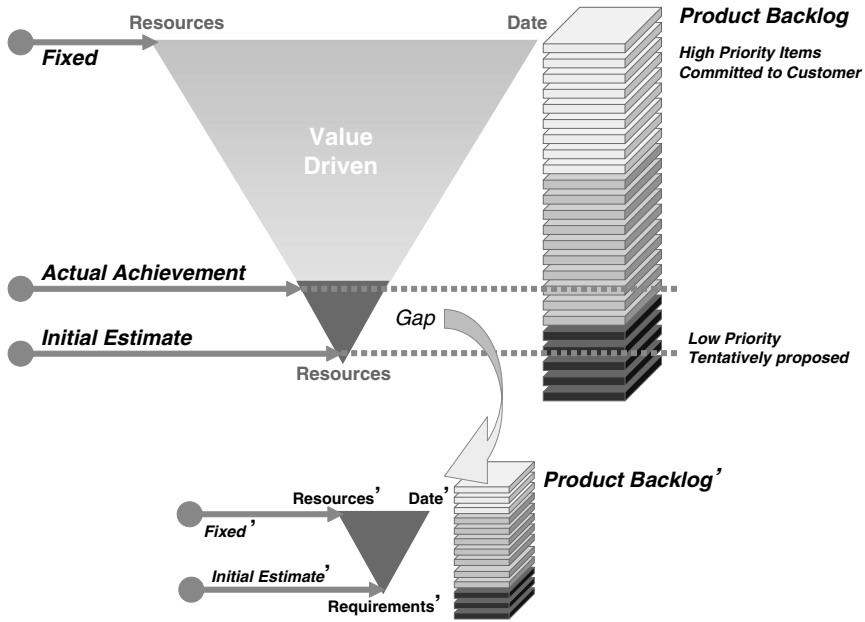 Resources
Date
Product Backlog
Fixed
High Priority Items
Committed to Customer
Value
Driven
Actual Achievement
Gap
Initial Estimate
Low Priority
Tentatively proposed
Resources
Product Backlog’
Resources’
Date’
Fixed’
Initial Estimate’
Requirements’